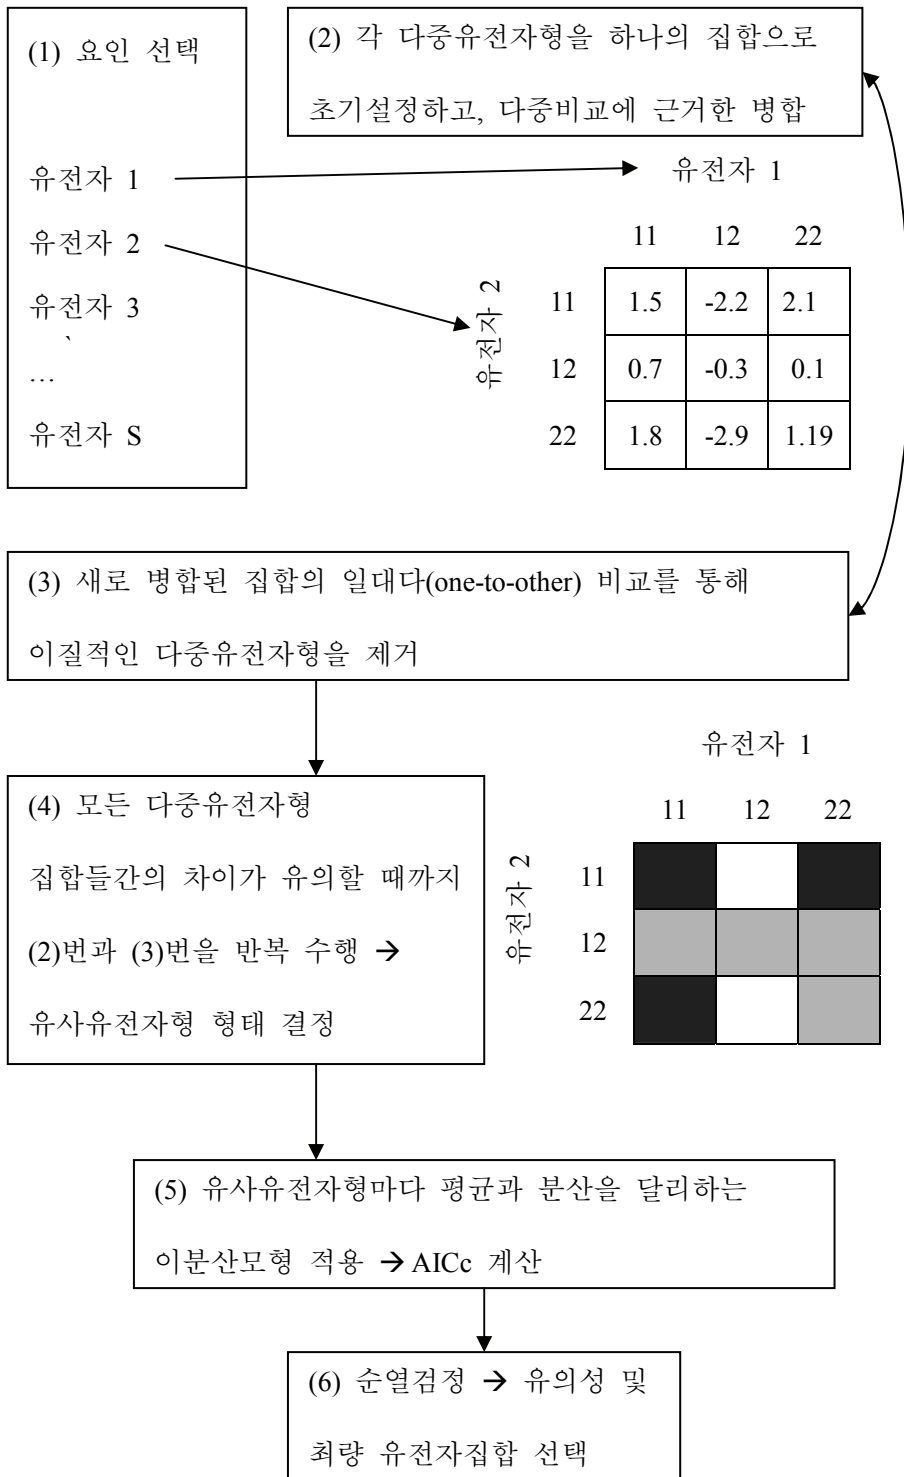 (1) 요인 선택
유전자 1
유전자 2
유전자 3
`
…
유전자 S
(2) 각 다중유전자형을 하나의 집합으로
초기설정하고, 다중비교에 근거한 병합
유전자 1
11 12 22
유전자 2
11 1.5 -2.2 2.1
12 0.7 -0.3 0.1
22 1.8 -2.9 1.19
(3) 새로 병합된 집합의 일대다(one-to-other) 비교를 통해
이질적인 다중유전자형을 제거
(4) 모든 다중유전자형
집합들간의 차이가 유의할 때까지
(2)번과 (3)번을 반복 수행 →
유사유전자형 형태 결정
유전자 1
11 12 22
유전자 2
11
12
22
(5) 유사유전자형마다 평균과 분산을 달리하는
이분산모형 적용 → AICc 계산
(6) 순열검정 → 유의성 및
최량 유전자집합 선택